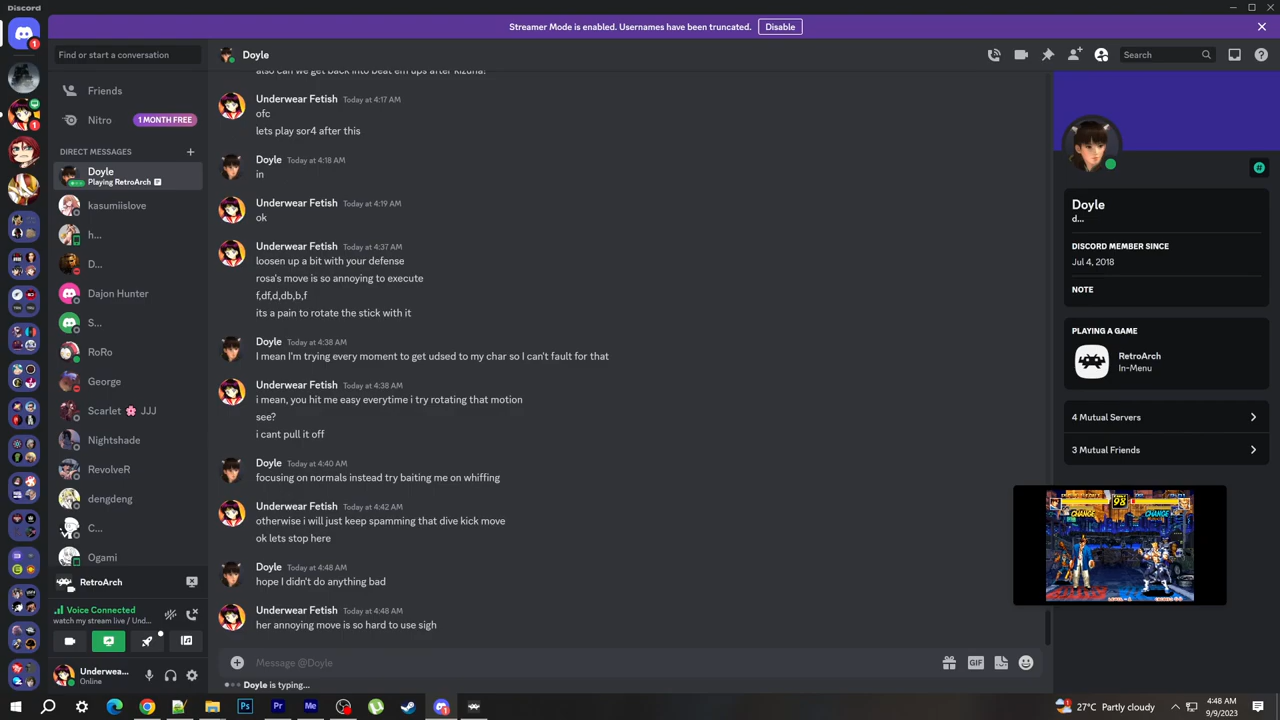 Discord
Streamer Mode is enabled. Usernames have been truncated.
Disable
Find or start a conversation
Doyle
Search
Friends
Nitro
1 MONTH FREE
DIRECT MESSAGES
Doyle
Playing RetroArch
kasumiislove
h...
D...
Dajon Hunter
S...
RoRo
George
Scarlet 🌸 JJJ
Nightshade
RevolveR
dengdeng
C...
Ogami
RetroArch
Voice Connected
watch my stream live / Und...
Underwea...
Online
also can we get back into beat em ups after kizuna?
Underwear Fetish Today at 4:17 AM
ofc
lets play sor4 after this
Doyle Today at 4:18 AM
in
Underwear Fetish Today at 4:19 AM
ok
Underwear Fetish Today at 4:37 AM
loosen up a bit with your defense
rosa's move is so annoying to execute
f,df,d,db,b,f
its a pain to rotate the stick with it
Doyle Today at 4:38 AM
I mean I'm trying every moment to get udsed to my char so I can't fault for that
Underwear Fetish Today at 4:38 AM
i mean, you hit me easy everytime i try rotating that motion
see?
i cant pull it off
Doyle Today at 4:40 AM
focusing on normals instead try baiting me on whiffing
Underwear Fetish Today at 4:42 AM
otherwise i will just keep spamming that dive kick move
ok lets stop here
Doyle Today at 4:48 AM
hope I didn't do anything bad
Underwear Fetish Today at 4:48 AM
her annoying move is so hard to use sigh
Message @Doyle
GIF
Doyle is typing...
Doyle
d...
DISCORD MEMBER SINCE
Jul 4, 2018
NOTE
PLAYING A GAME
RetroArch
In-Menu
4 Mutual Servers
3 Mutual Friends
98
CHANGE
CHANGE
Ps
Pr
Me
27°C Partly cloudy
4:48 AM
9/9/2023